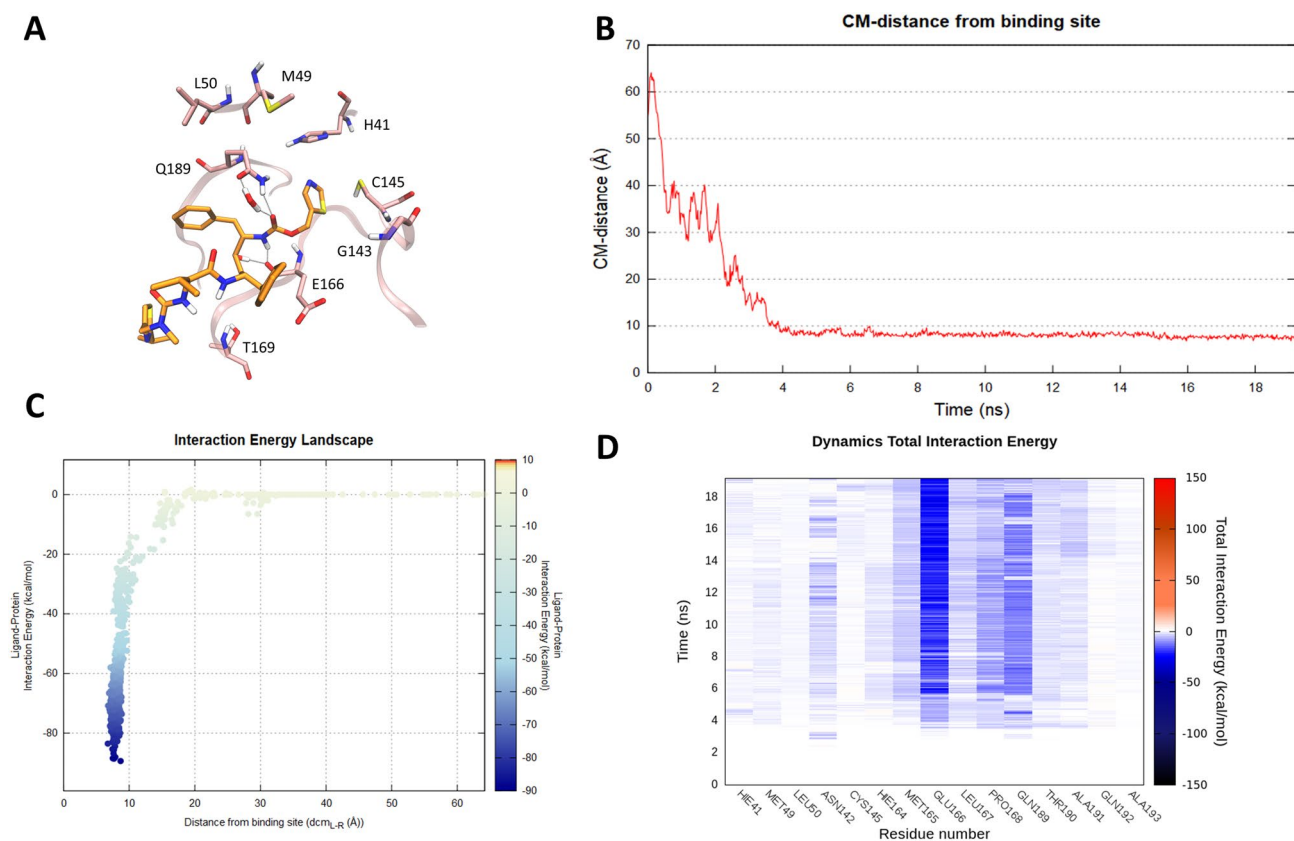 A
L50
M49
H41
Q189
C145
G143
E166
T169
B
CM-distance from binding site
CM-distance (Å)
70
60
50
40
30
20
10
0
0
2
4
6
8
10
12
14
16
18
Time (ns)
C
Interaction Energy Landscape
Ligand-Protein
Interaction Energy (kcal/mol)
0
-20
-40
-60
-80
0
10
20
30
40
50
60
Distance from binding site (dcm L-R (Å))
10
0
-10
-20
-30
-40
-50
-60
-70
-80
-90
Ligand-Protein
Interaction Energy (kcal/mol)
D
Dynamics Total Interaction Energy
Time (ns)
18
16
14
12
10
8
6
4
2
0
HIE41
MET49
LEU50
ASN142
CYS145
HIE164
MET165
GLU166
LEU167
PRO168
GLN189
THR190
ALA191
GLN192
ALA193
Residue number
150
100
50
0
-50
-100
-150
Total Interaction Energy (kcal/mol)